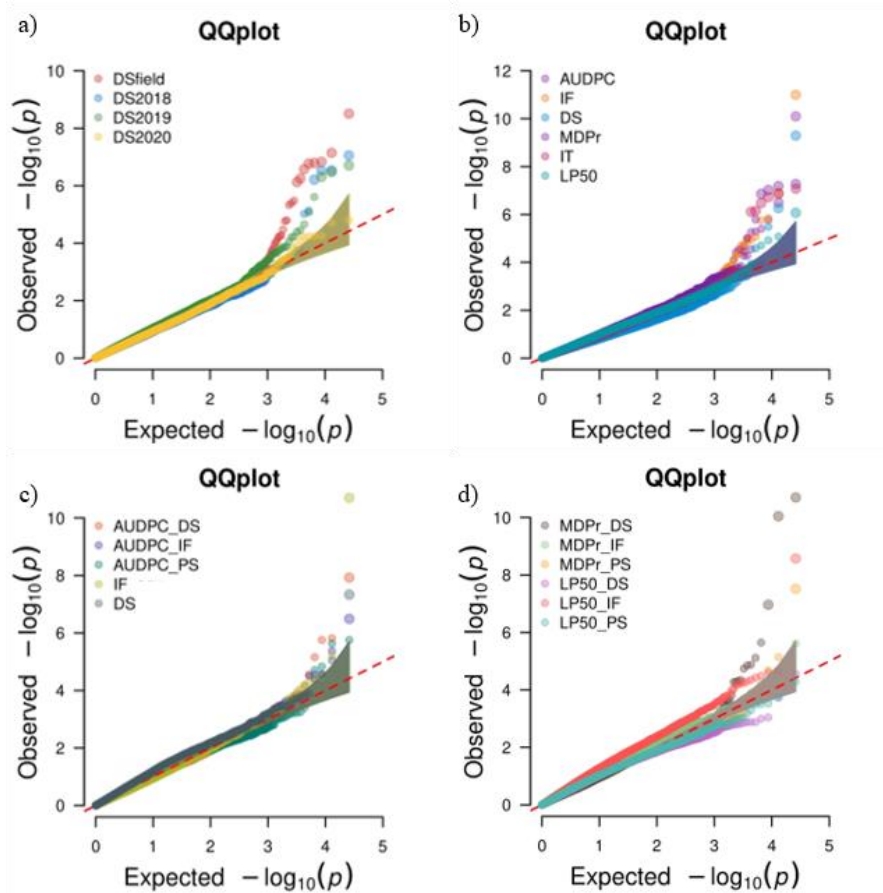 a)
QQplot
Observed −log10(p)
10
8
6
4
2
0
DSfield
DS2018
DS2019
DS2020
0 1 2 3 4 5
Expected −log10(p)
b)
QQplot
Observed −log10(p)
12
10
8
6
4
2
0
AUDPC
IF
DS
MDPr
IT
LP50
0 1 2 3 4 5
Expected −log10(p)
c)
QQplot
Observed −log10(p)
10
8
6
4
2
0
AUDPC_DS
AUDPC_IF
AUDPC_PS
IF
DS
0 1 2 3 4 5
Expected −log10(p)
d)
QQplot
Observed −log10(p)
10
8
6
4
2
0
MDPr_DS
MDPr_IF
MDPr_PS
LP50_DS
LP50_IF
LP50_PS
0 1 2 3 4 5
Expected −log10(p)